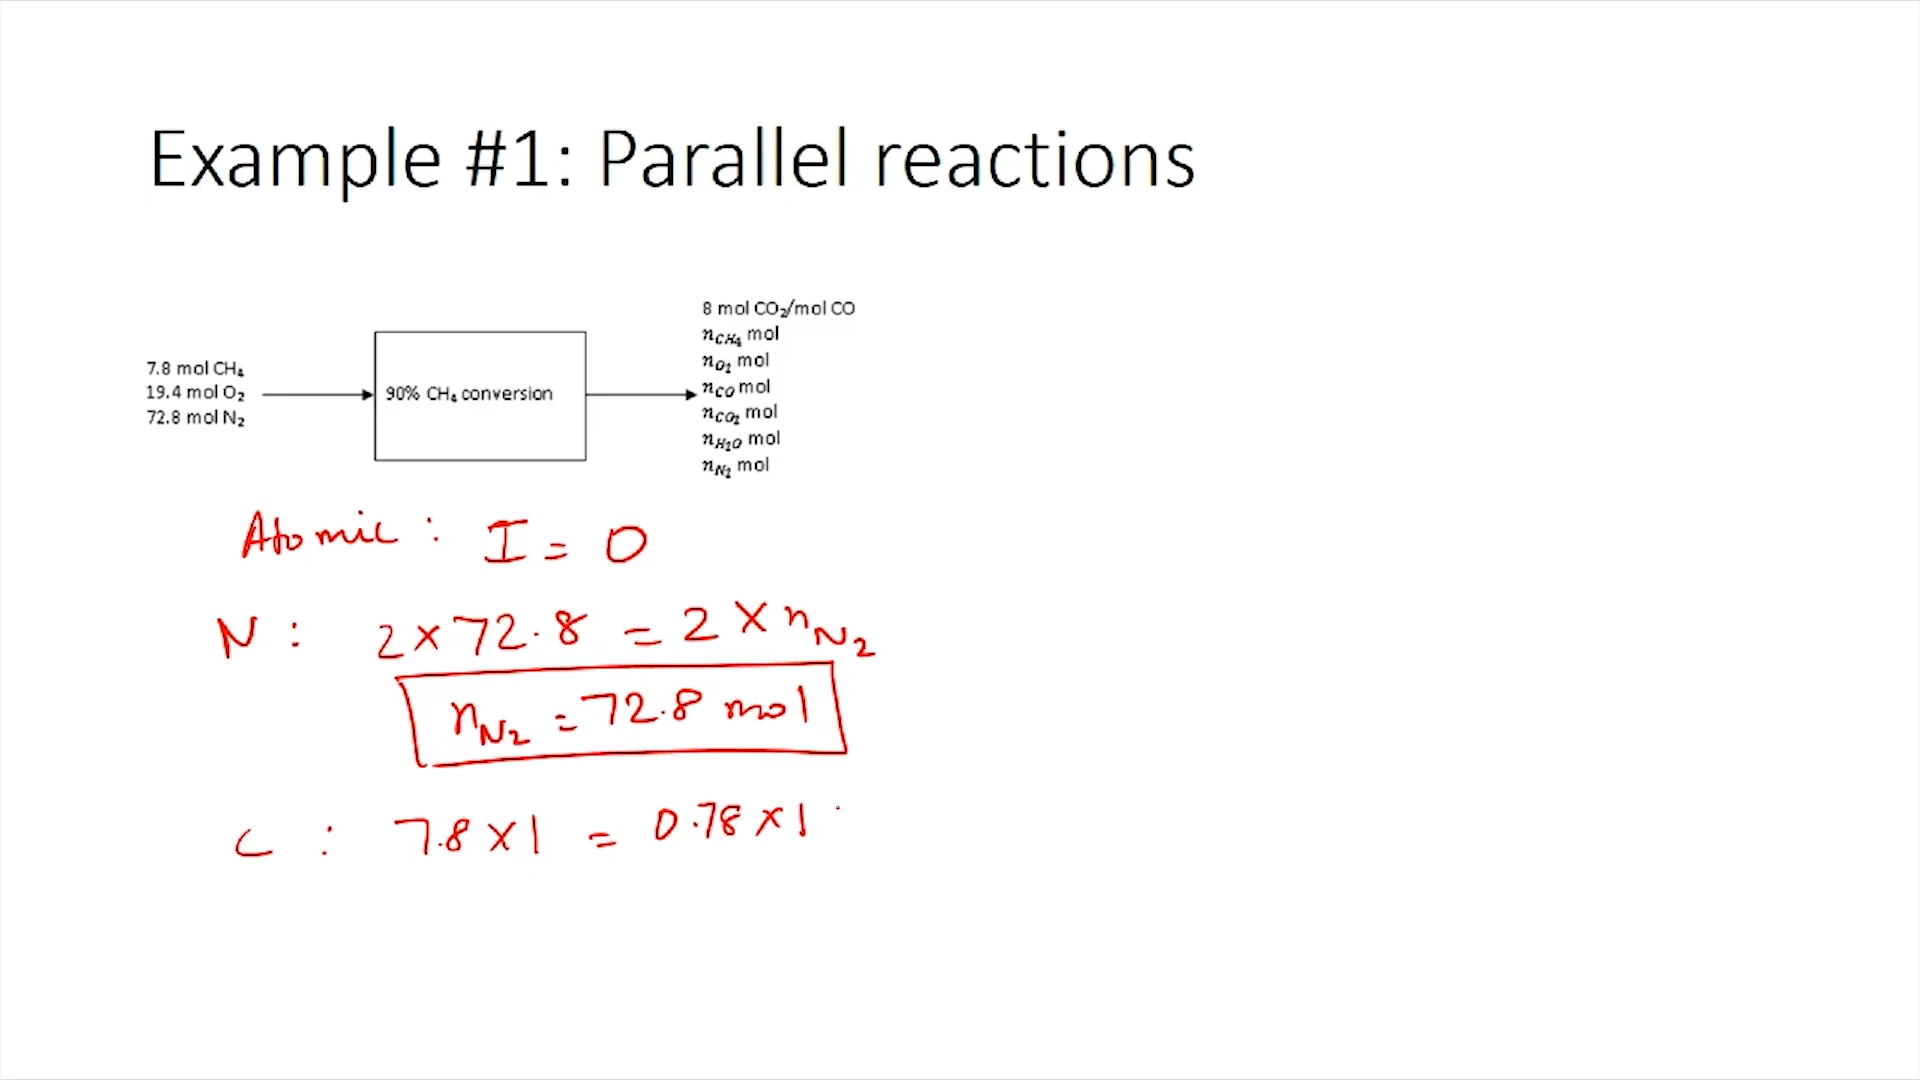 Example #1: Parallel reactions
7.8 mol CH₄
19.4 mol O₂
72.8 mol N₂
90% CH₄ conversion
8 mol CO₂/mol CO
n_CH₄ mol
n_O₂ mol
n_CO mol
n_CO₂ mol
n_H₂O mol
n_N₂ mol
Atomic : I = 0
N : 2 × 72.8 = 2 × n_N₂
n_N₂ = 72.8 mol
C : 7.8 × 1 = 0.78 × 1